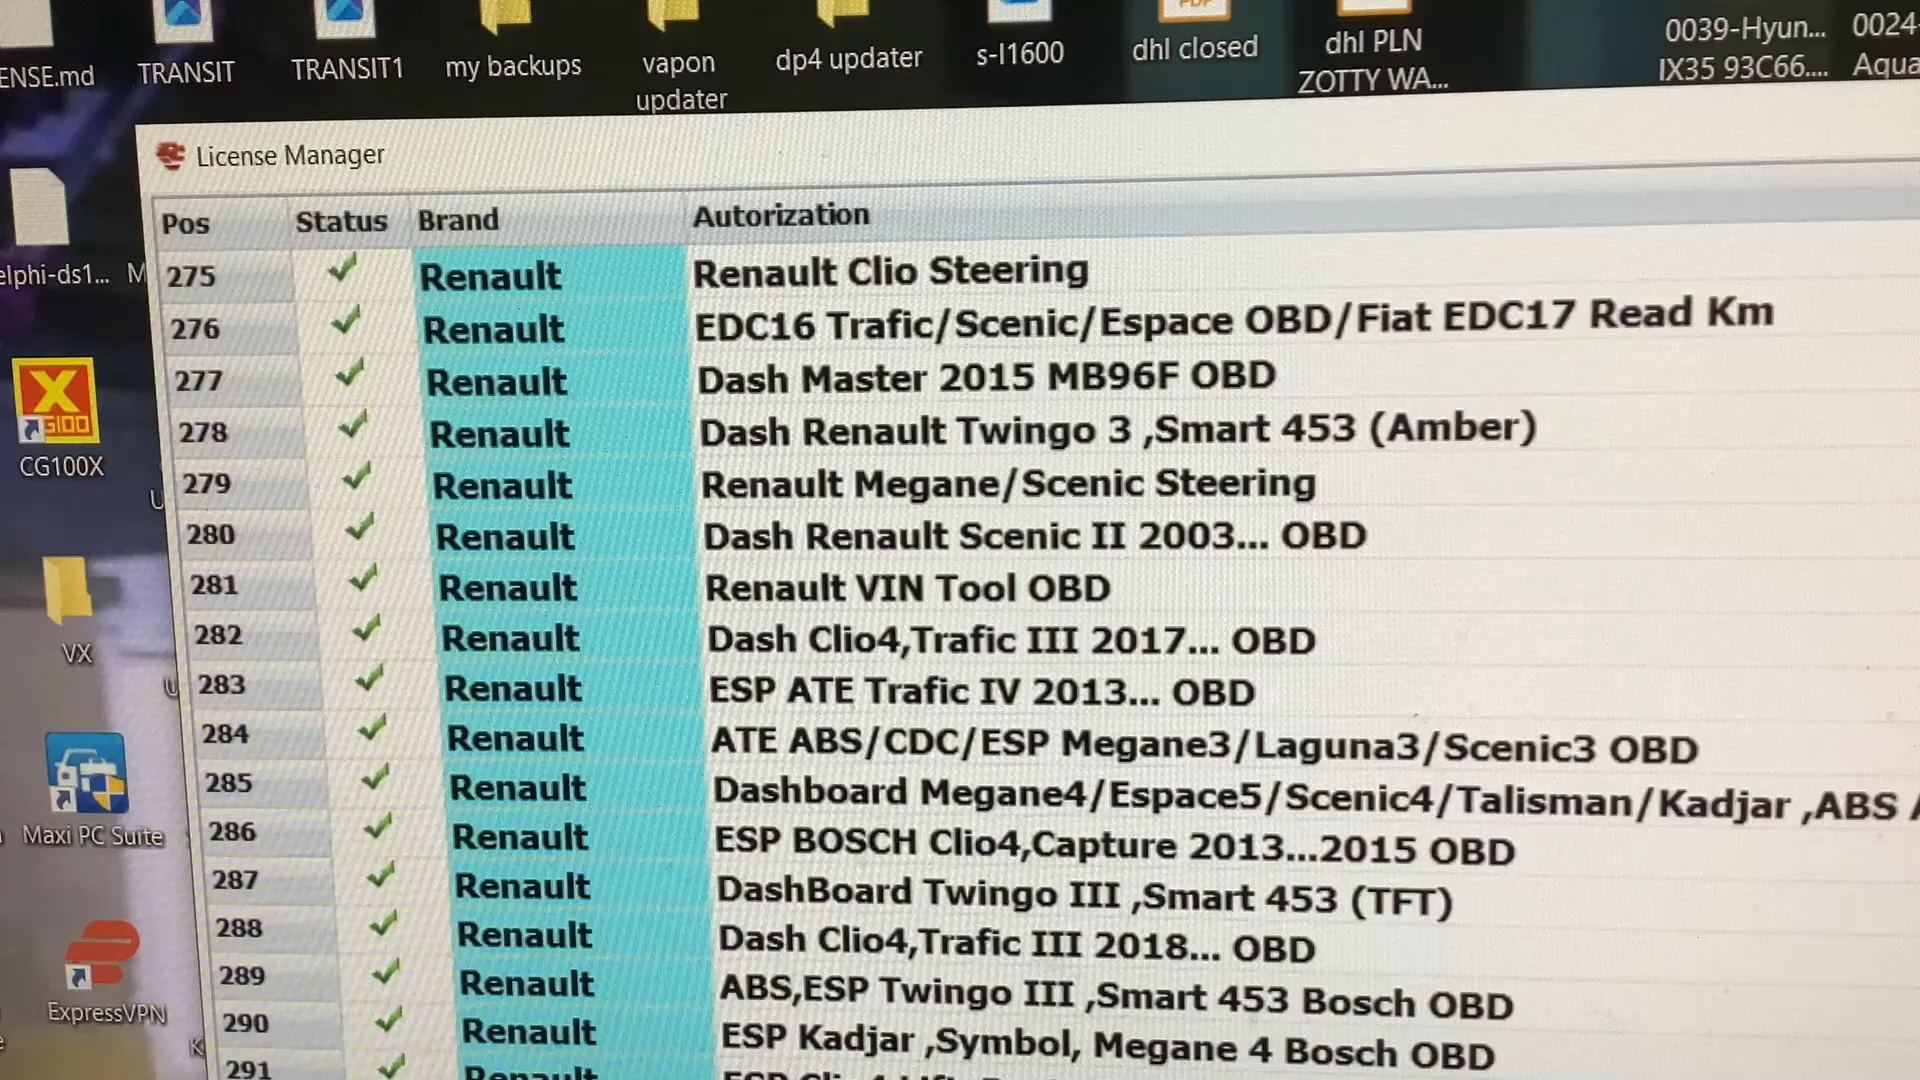 ENSE.md
TRANSIT
TRANSIT1
my backups
vapon
updater
dp4 updater
s-I1600
dhl closed
dhl PLN
ZOTTY WA...
0039-Hyun...
IX35 93C66....
0024-
Aqua
License Manager
Pos Status Brand Autorization
275 Renault Renault Clio Steering
276 Renault EDC16 Trafic/Scenic/Espace OBD/Fiat EDC17 Read Km
277 Renault Dash Master 2015 MB96F OBD
278 Renault Dash Renault Twingo 3 ,Smart 453 (Amber)
279 Renault Renault Megane/Scenic Steering
280 Renault Dash Renault Scenic II 2003... OBD
281 Renault Renault VIN Tool OBD
282 Renault Dash Clio4,Trafic III 2017... OBD
283 Renault ESP ATE Trafic IV 2013... OBD
284 Renault ATE ABS/CDC/ESP Megane3/Laguna3/Scenic3 OBD
285 Renault Dashboard Megane4/Espace5/Scenic4/Talisman/Kadjar ,ABS
286 Renault ESP BOSCH Clio4,Capture 2013...2015 OBD
287 Renault DashBoard Twingo III ,Smart 453 (TFT)
288 Renault Dash Clio4,Trafic III 2018... OBD
289 Renault ABS,ESP Twingo III ,Smart 453 Bosch OBD
290 Renault ESP Kadjar ,Symbol, Megane 4 Bosch OBD
291 Renault
elphi-ds1...
M
X
G100
CG100X
U
VX
U
Maxi PC Suite
ExpressVPN
K